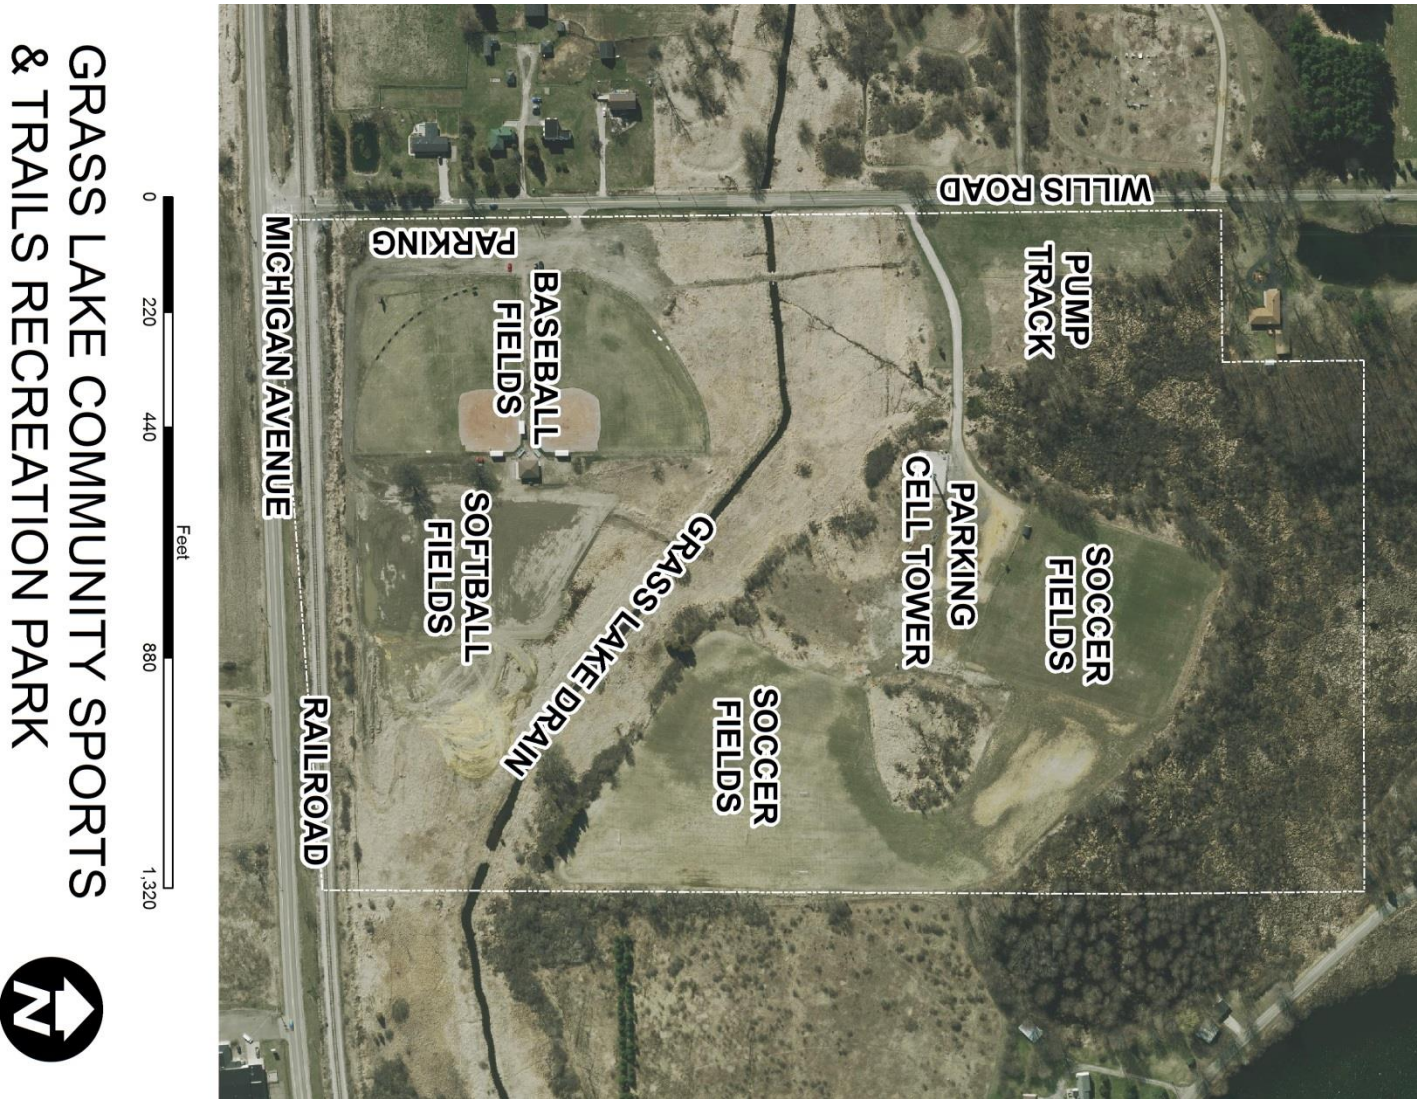 WILLIS ROAD
PARKING
PUMP
TRACK
BASEBALL
FIELDS
MICHIGAN AVENUE
PARKING
CELL TOWER
SOCCER
FIELDS
SOFTBALL
FIELDS
GRASS LAKE DRAIN
SOCCER
FIELDS
RAILROAD
0 220 440 880 1,320
Feet
GRASS LAKE COMMUNITY SPORTS
& TRAILS RECREATION PARK
N